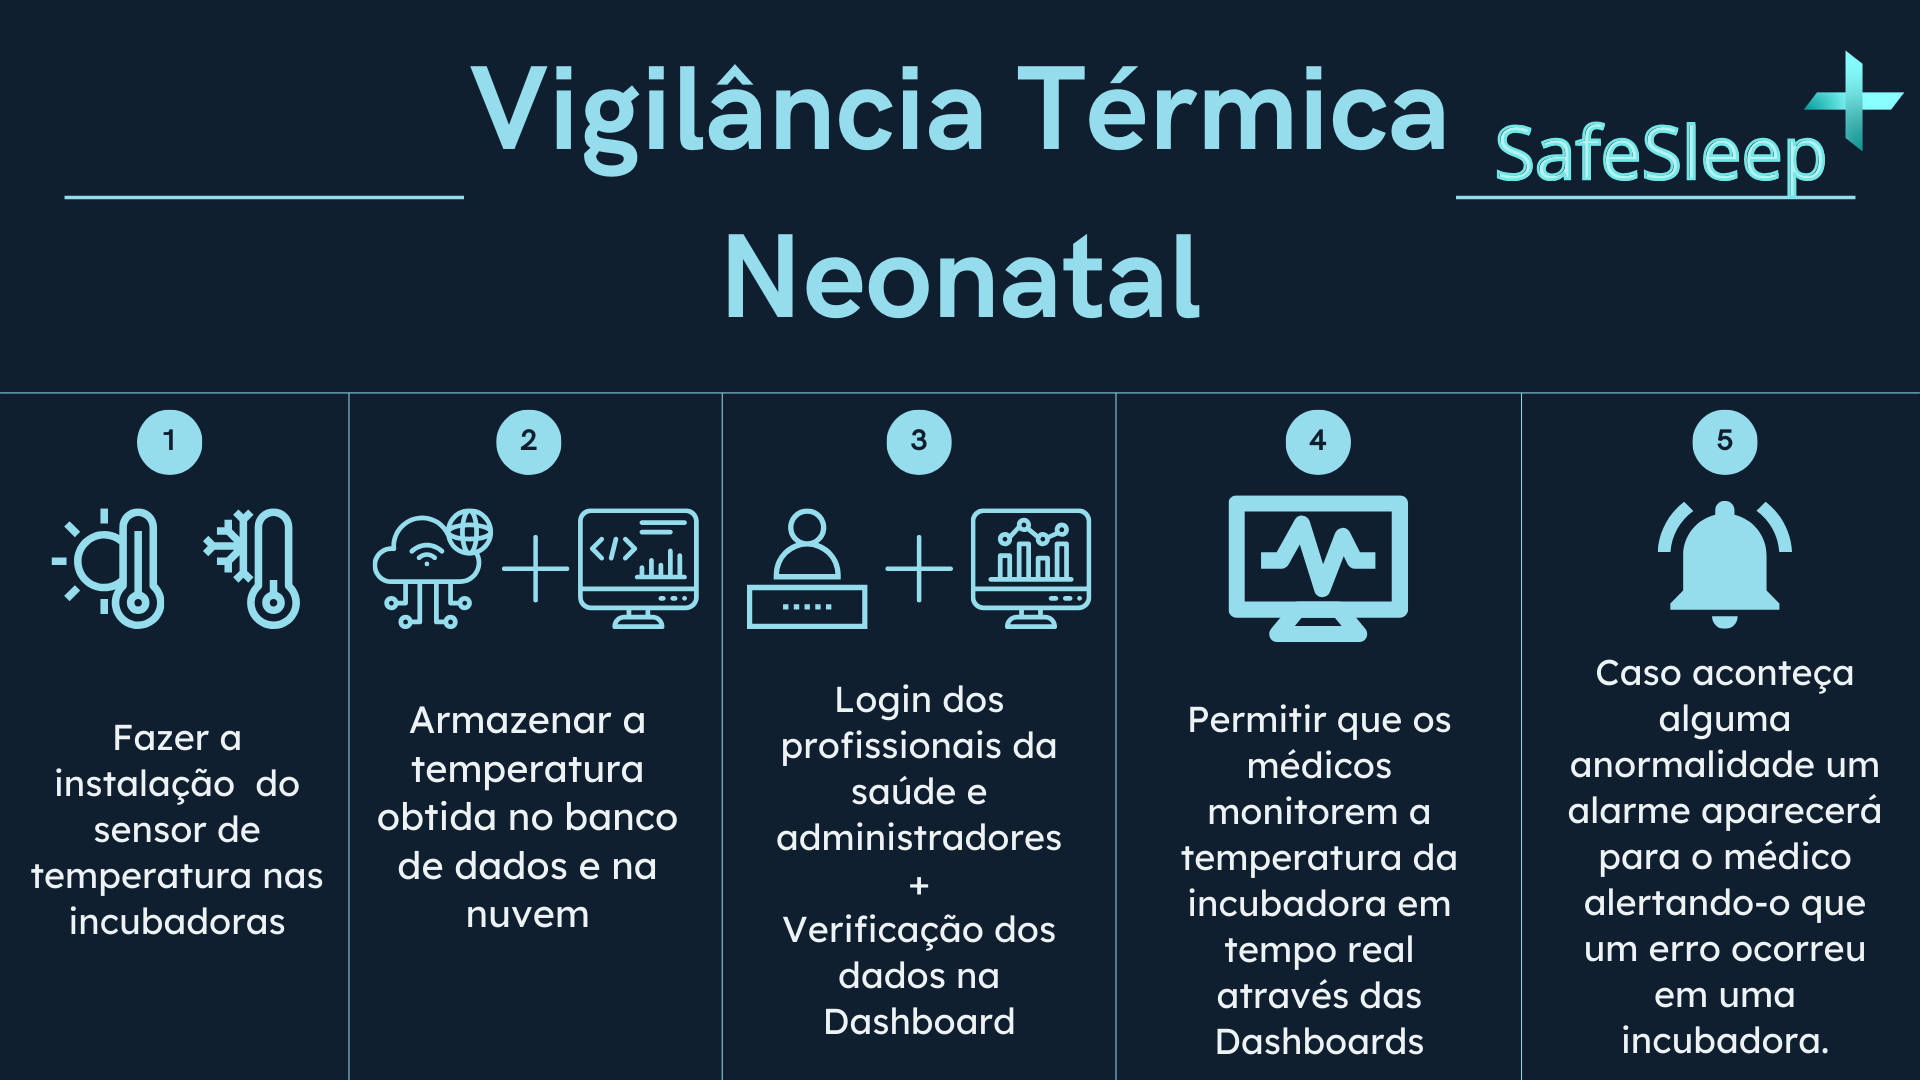 Vigilância Térmica
SafeSleep
Neonatal
1
Fazer a
instalação do
sensor de
temperatura nas
incubadoras
2
</>
Armazenar a
temperatura
obtida no banco
de dados e na
nuvem
3
Login dos
profissionais da
saúde e
administradores
+
Verificação dos
dados na
Dashboard
4
Permitir que os
médicos
monitorem a
temperatura da
incubadora em
tempo real
através das
Dashboards
5
Caso aconteça
alguma
anormalidade um
alarme aparecerá
para o médico
alertando-o que
um erro ocorreu
em uma
incubadora.